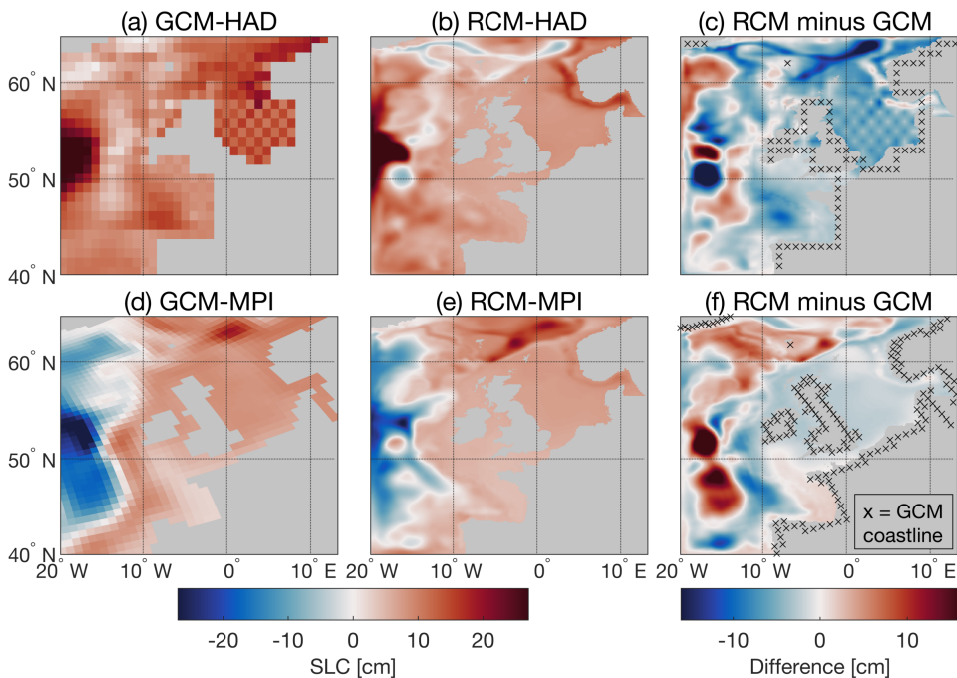 (a) GCM-HAD
(b) RCM-HAD
(c) RCM minus GCM
60° N
50° N
40° N
(d) GCM-MPI
(e) RCM-MPI
(f) RCM minus GCM
60° N
50° N
40° N
x = GCM
coastline
20° W 10° W 0° 10° E
20° W 10° W 0° 10° E
20° W 10° W 0° 10° E
-20 -10 0 10 20
SLC [cm]
-10 0 10
Difference [cm]